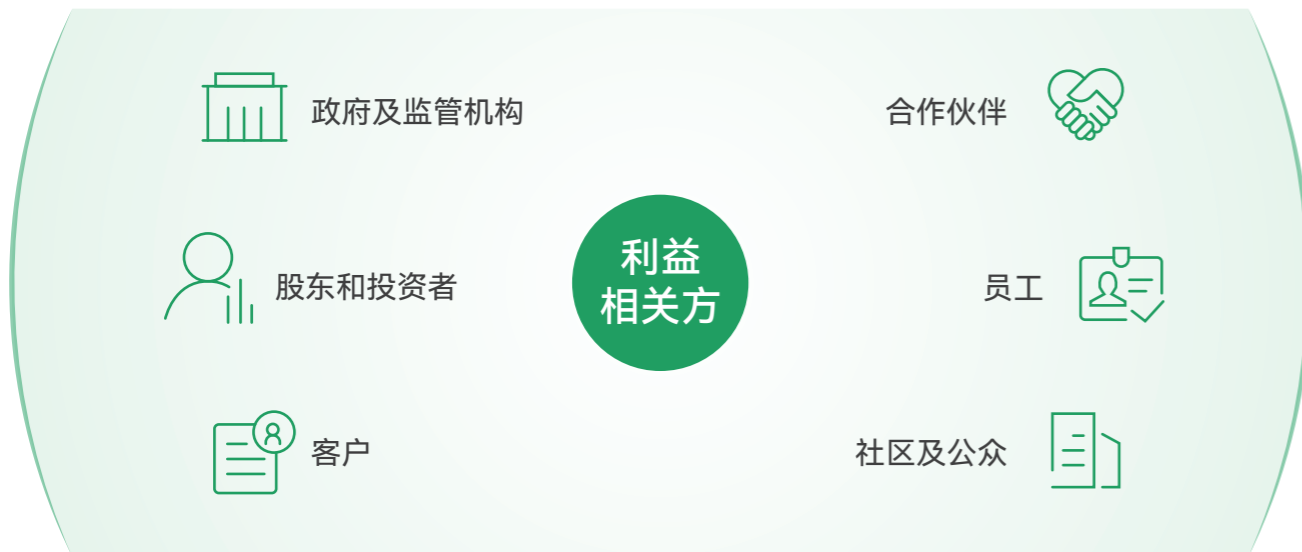 政府及监管机构
合作伙伴
利益
相关方
股东和投资者
员工
客户
社区及公众